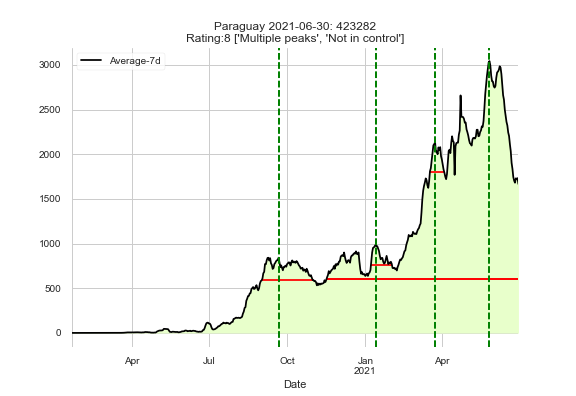 Paraguay 2021-06-30: 423282
Rating:8 ['Multiple peaks', 'Not in control']
Average-7d
3000
2500
2000
1500
1000
500
0
Apr Jul Oct Jan Apr
2021
Date